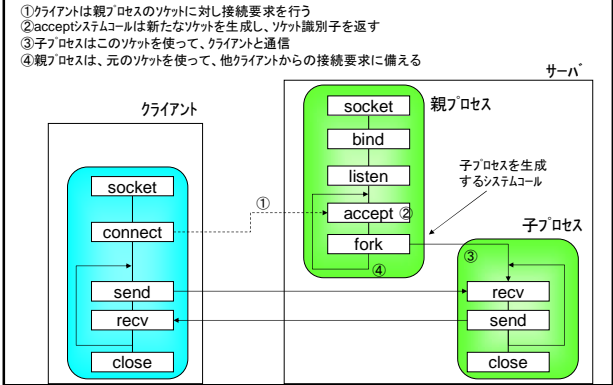 ①クライアントは親プロセスのソケットに対し接続要求を行う
②acceptシステムコールは新たなソケットを生成し、ソケット識別子を返す
③子プロセスはこのソケットを使って、クライアントと通信
④親プロセスは、元のソケットを使って、他クライアントからの接続要求に備える
サーバ
クライアント
親プロセス
socket
bind
listen
accept ②
fork
④
子プロセスを生成
するシステムコール
子プロセス
①
socket
connect
send
recv
close
③
recv
send
close